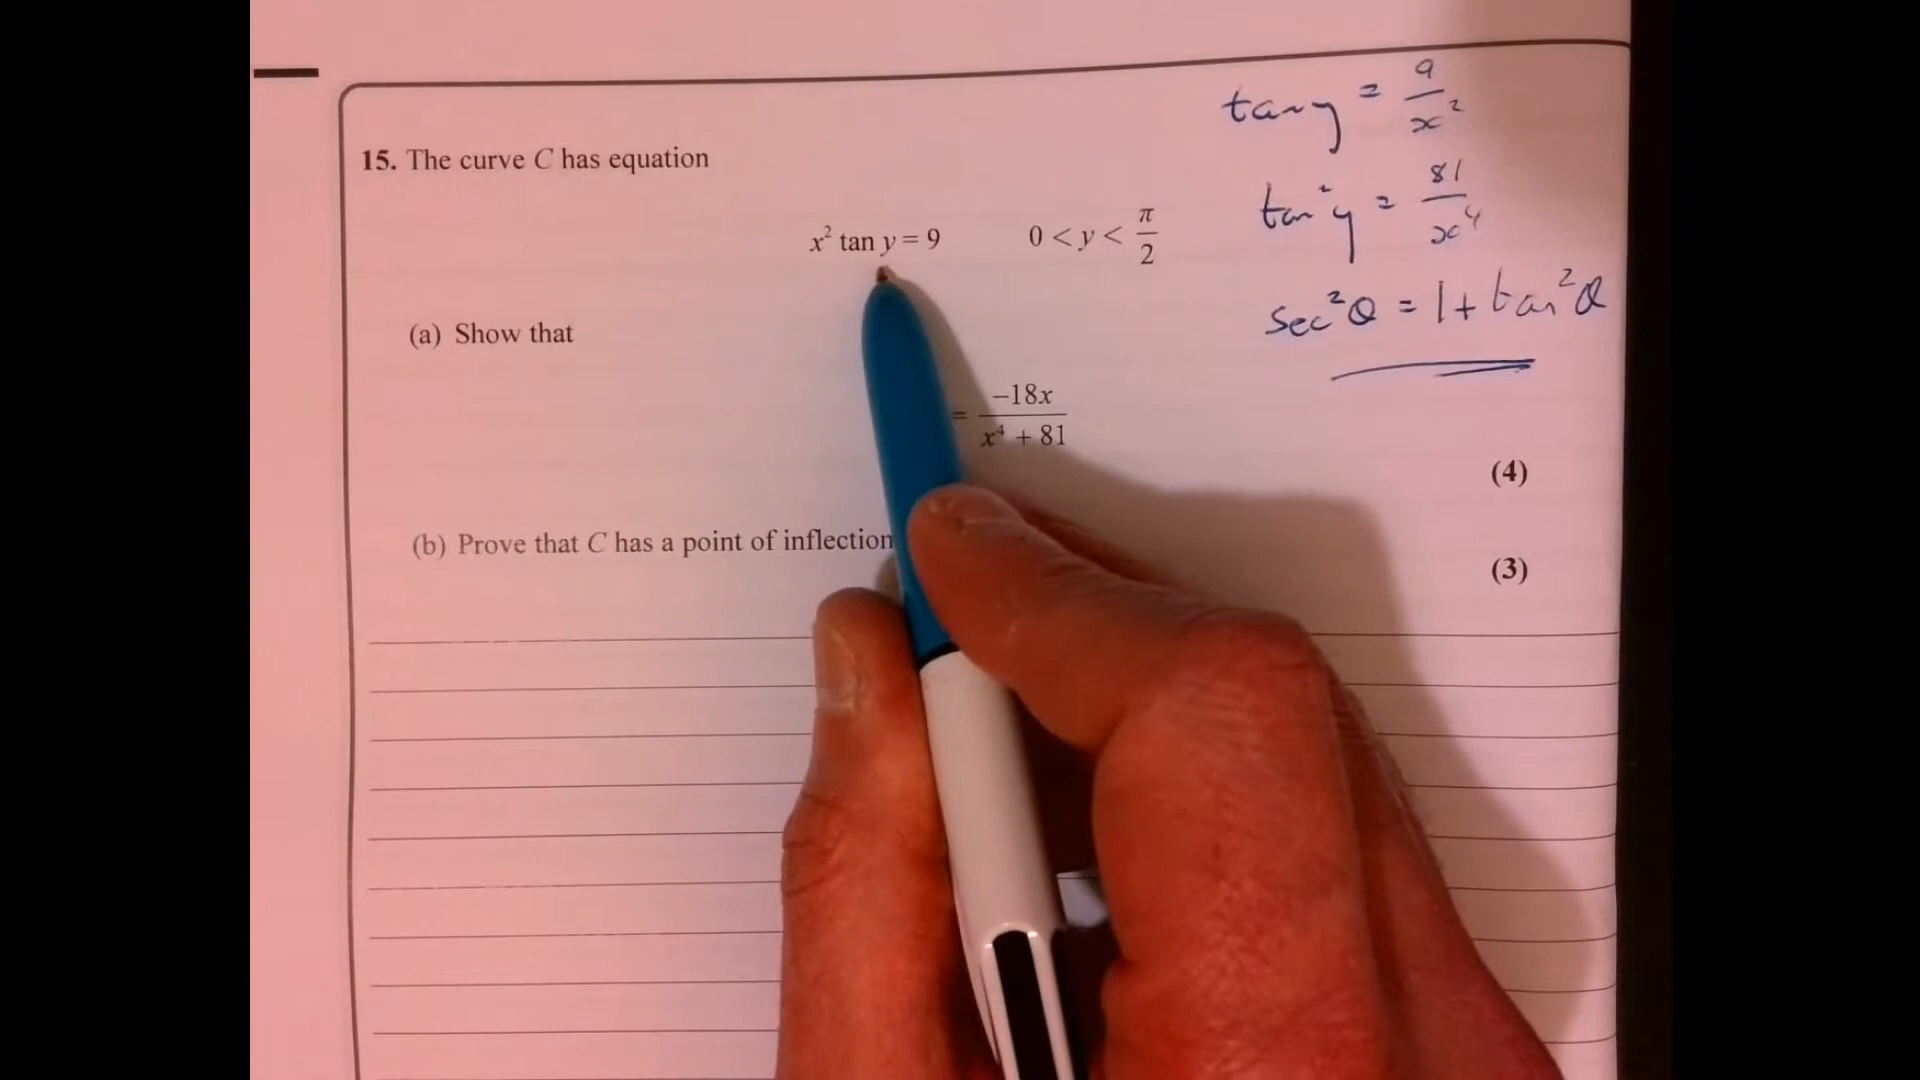 tan y = 9/x²
15. The curve C has equation
tan²y = 81/x⁴
x² tan y = 9    0 < y < π/2
sec²θ = 1 + tan²θ
(a) Show that
= −18x/(x⁴ + 81)
(4)
(b) Prove that C has a point of inflection
(3)